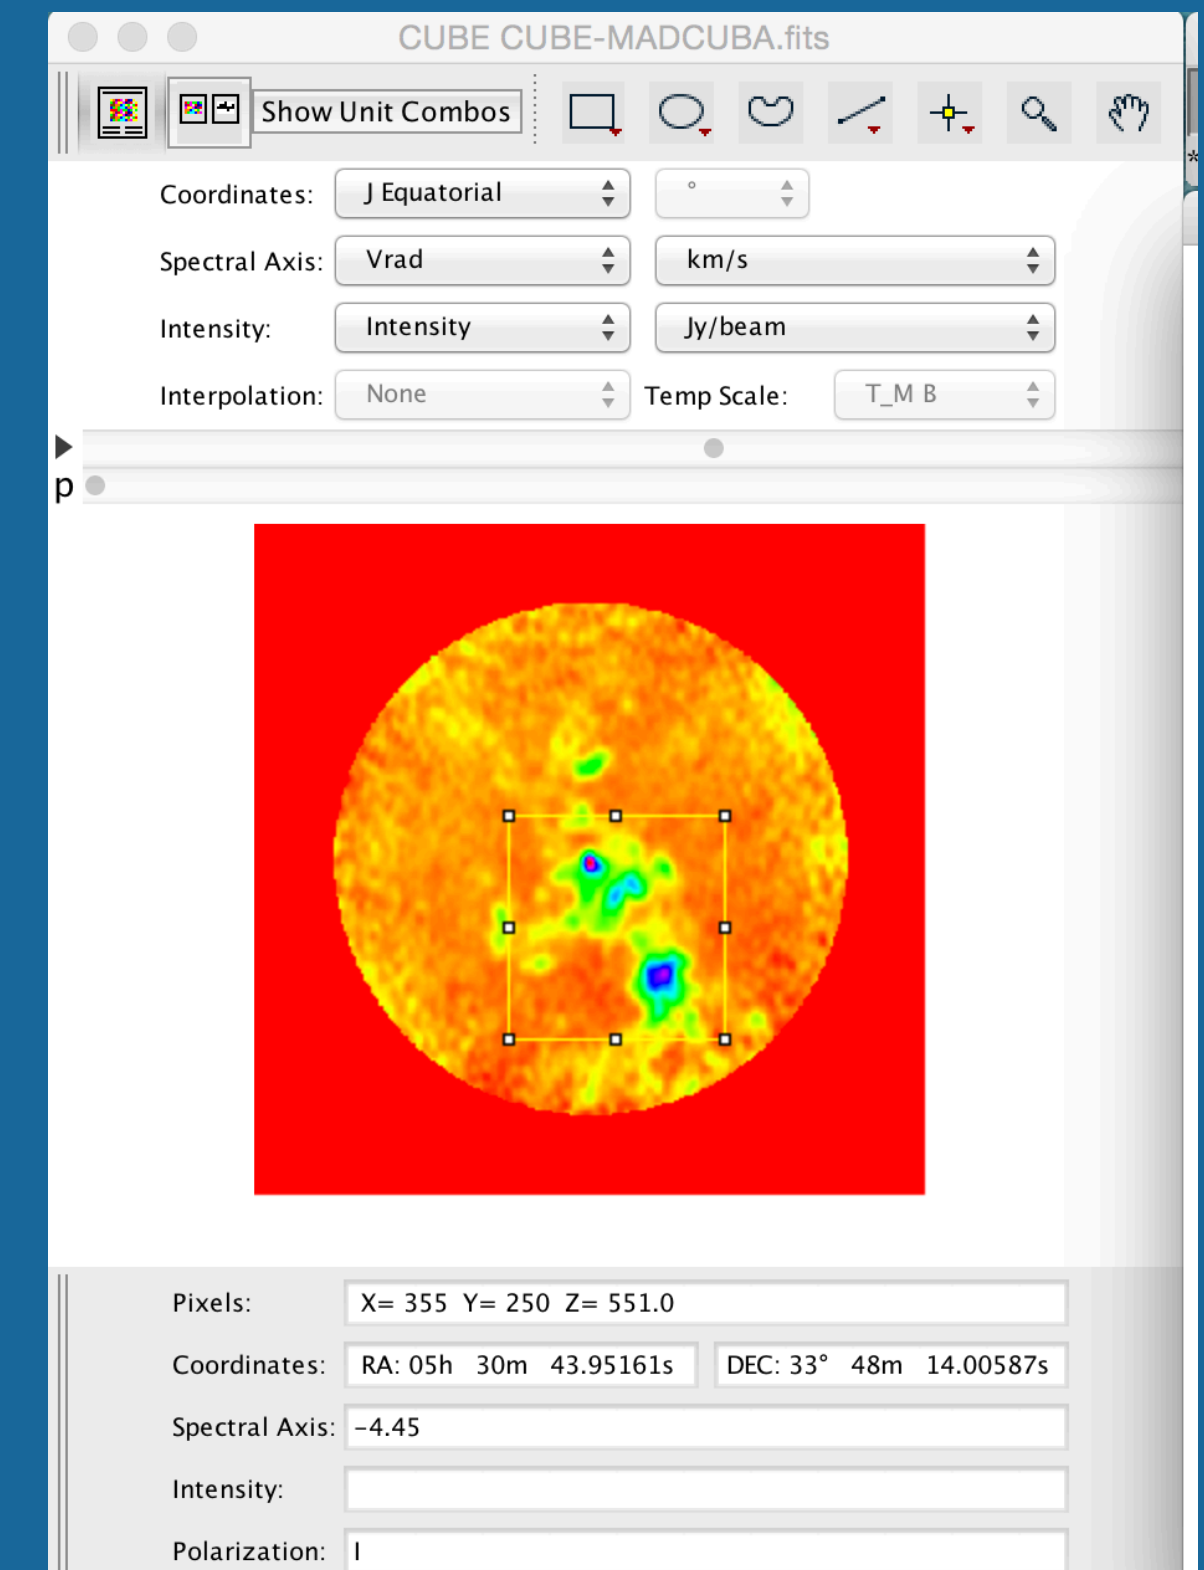 CUBE CUBE-MADCUBA.fits
Show Unit Combos
Coordinates: J Equatorial °
Spectral Axis: Vrad km/s
Intensity: Intensity Jy/beam
Interpolation: None Temp Scale: T_M B
p
Pixels: X= 355 Y= 250 Z= 551.0
Coordinates: RA: 05h 30m 43.95161s DEC: 33° 48m 14.00587s
Spectral Axis: −4.45
Intensity:
Polarization: I
*